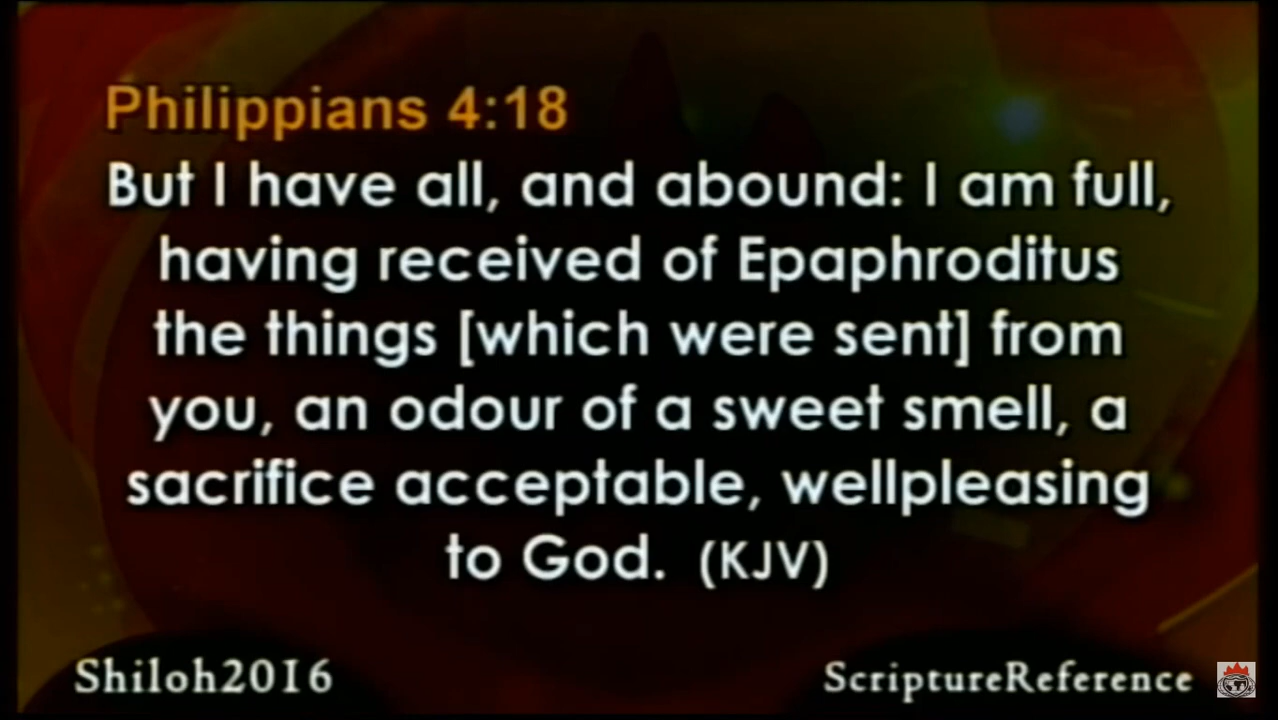 Philippians 4:18
But I have all, and abound: I am full,
having received of Epaphroditus
the things [which were sent] from
you, an odour of a sweet smell, a
sacrifice acceptable, wellpleasing
to God. (KJV)
Shiloh2016
ScriptureReference